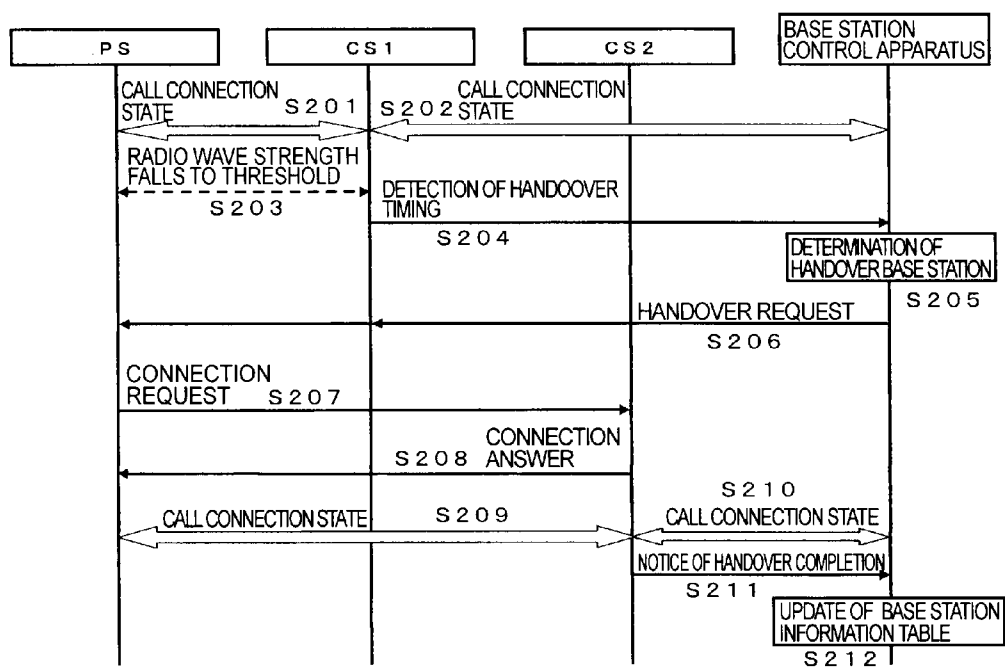 PS
CS1
CS2
BASE STATION
CONTROL APPARATUS
CALL CONNECTION
STATE
S201
S202
CALL CONNECTION
STATE
RADIO WAVE STRENGTH
FALLS TO THRESHOLD
S203
DETECTION OF HANDOOVER
TIMING
S204
DETERMINATION OF
HANDOVER BASE STATION
S205
HANDOVER REQUEST
S206
CONNECTION
REQUEST
S207
CONNECTION
ANSWER
S208
CALL CONNECTION STATE
S209
S210
CALL CONNECTION STATE
NOTICE OF HANDOVER COMPLETION
S211
UPDATE OF BASE STATION
INFORMATION TABLE
S212